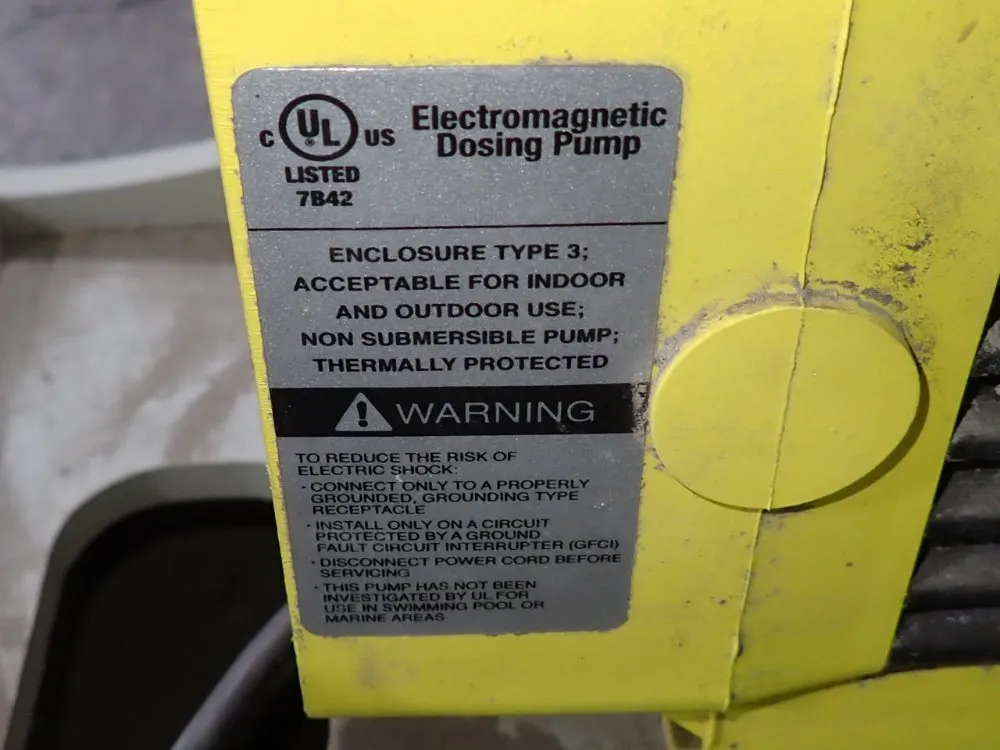 C UL US
LISTED
7B42
Electromagnetic
Dosing Pump
ENCLOSURE TYPE 3;
ACCEPTABLE FOR INDOOR
AND OUTDOOR USE;
NON SUBMERSIBLE PUMP;
THERMALLY PROTECTED
WARNING
TO REDUCE THE RISK OF
ELECTRIC SHOCK:
· CONNECT ONLY TO A PROPERLY
GROUNDED, GROUNDING TYPE
RECEPTACLE
· INSTALL ONLY ON A CIRCUIT
PROTECTED BY A GROUND
FAULT CIRCUIT INTERRUPTER (GFCI)
· DISCONNECT POWER CORD BEFORE
SERVICING
· THIS PUMP HAS NOT BEEN
INVESTIGATED BY UL FOR
USE IN SWIMMING POOL OR
MARINE AREAS